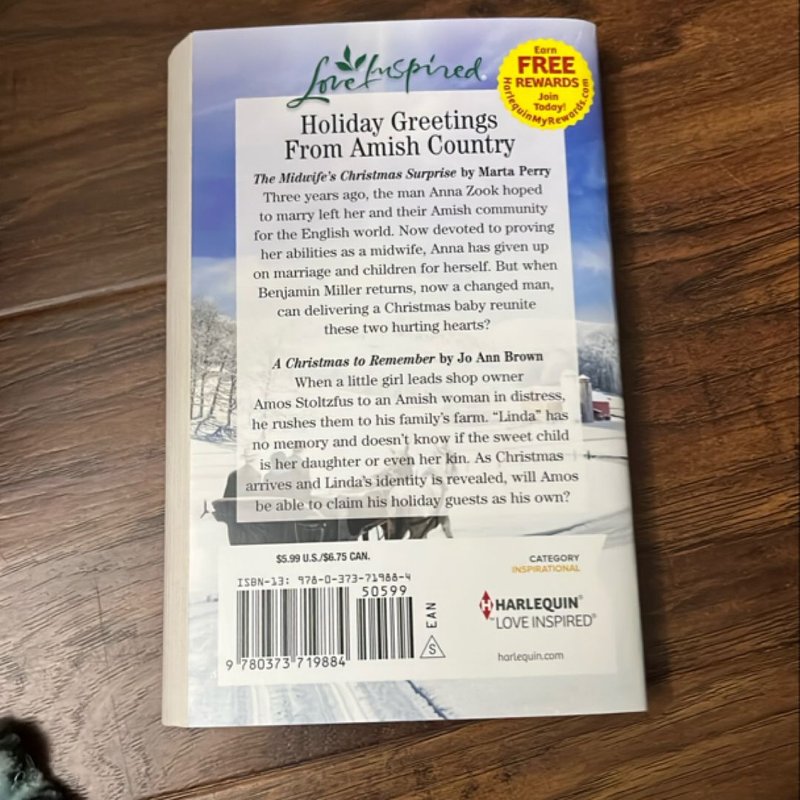 Love Inspired®
Earn
FREE
REWARDS
Join
Today!
HarlequinMyRewards.com
Holiday Greetings
From Amish Country
The Midwife's Christmas Surprise by Marta Perry
Three years ago, the man Anna Zook hoped
to marry left her and their Amish community
for the English world. Now devoted to proving
her abilities as a midwife, Anna has given up
on marriage and children for herself. But when
Benjamin Miller returns, now a changed man,
can delivering a Christmas baby reunite
these two hurting hearts?
A Christmas to Remember by Jo Ann Brown
When a little girl leads shop owner
Amos Stoltzfus to an Amish woman in distress,
he rushes them to his family's farm. “Linda” has
no memory and doesn't know if the sweet child
is her daughter or even her kin. As Christmas
arrives and Linda's identity is revealed, will Amos
be able to claim his holiday guests as his own?
$5.99 U.S./$6.75 CAN.
ISBN-13: 978-0-373-71988-4
50599
9 780373 719884
EAN
S
CATEGORY
INSPIRATIONAL
HARLEQUIN®
™LOVE INSPIRED®
harlequin.com